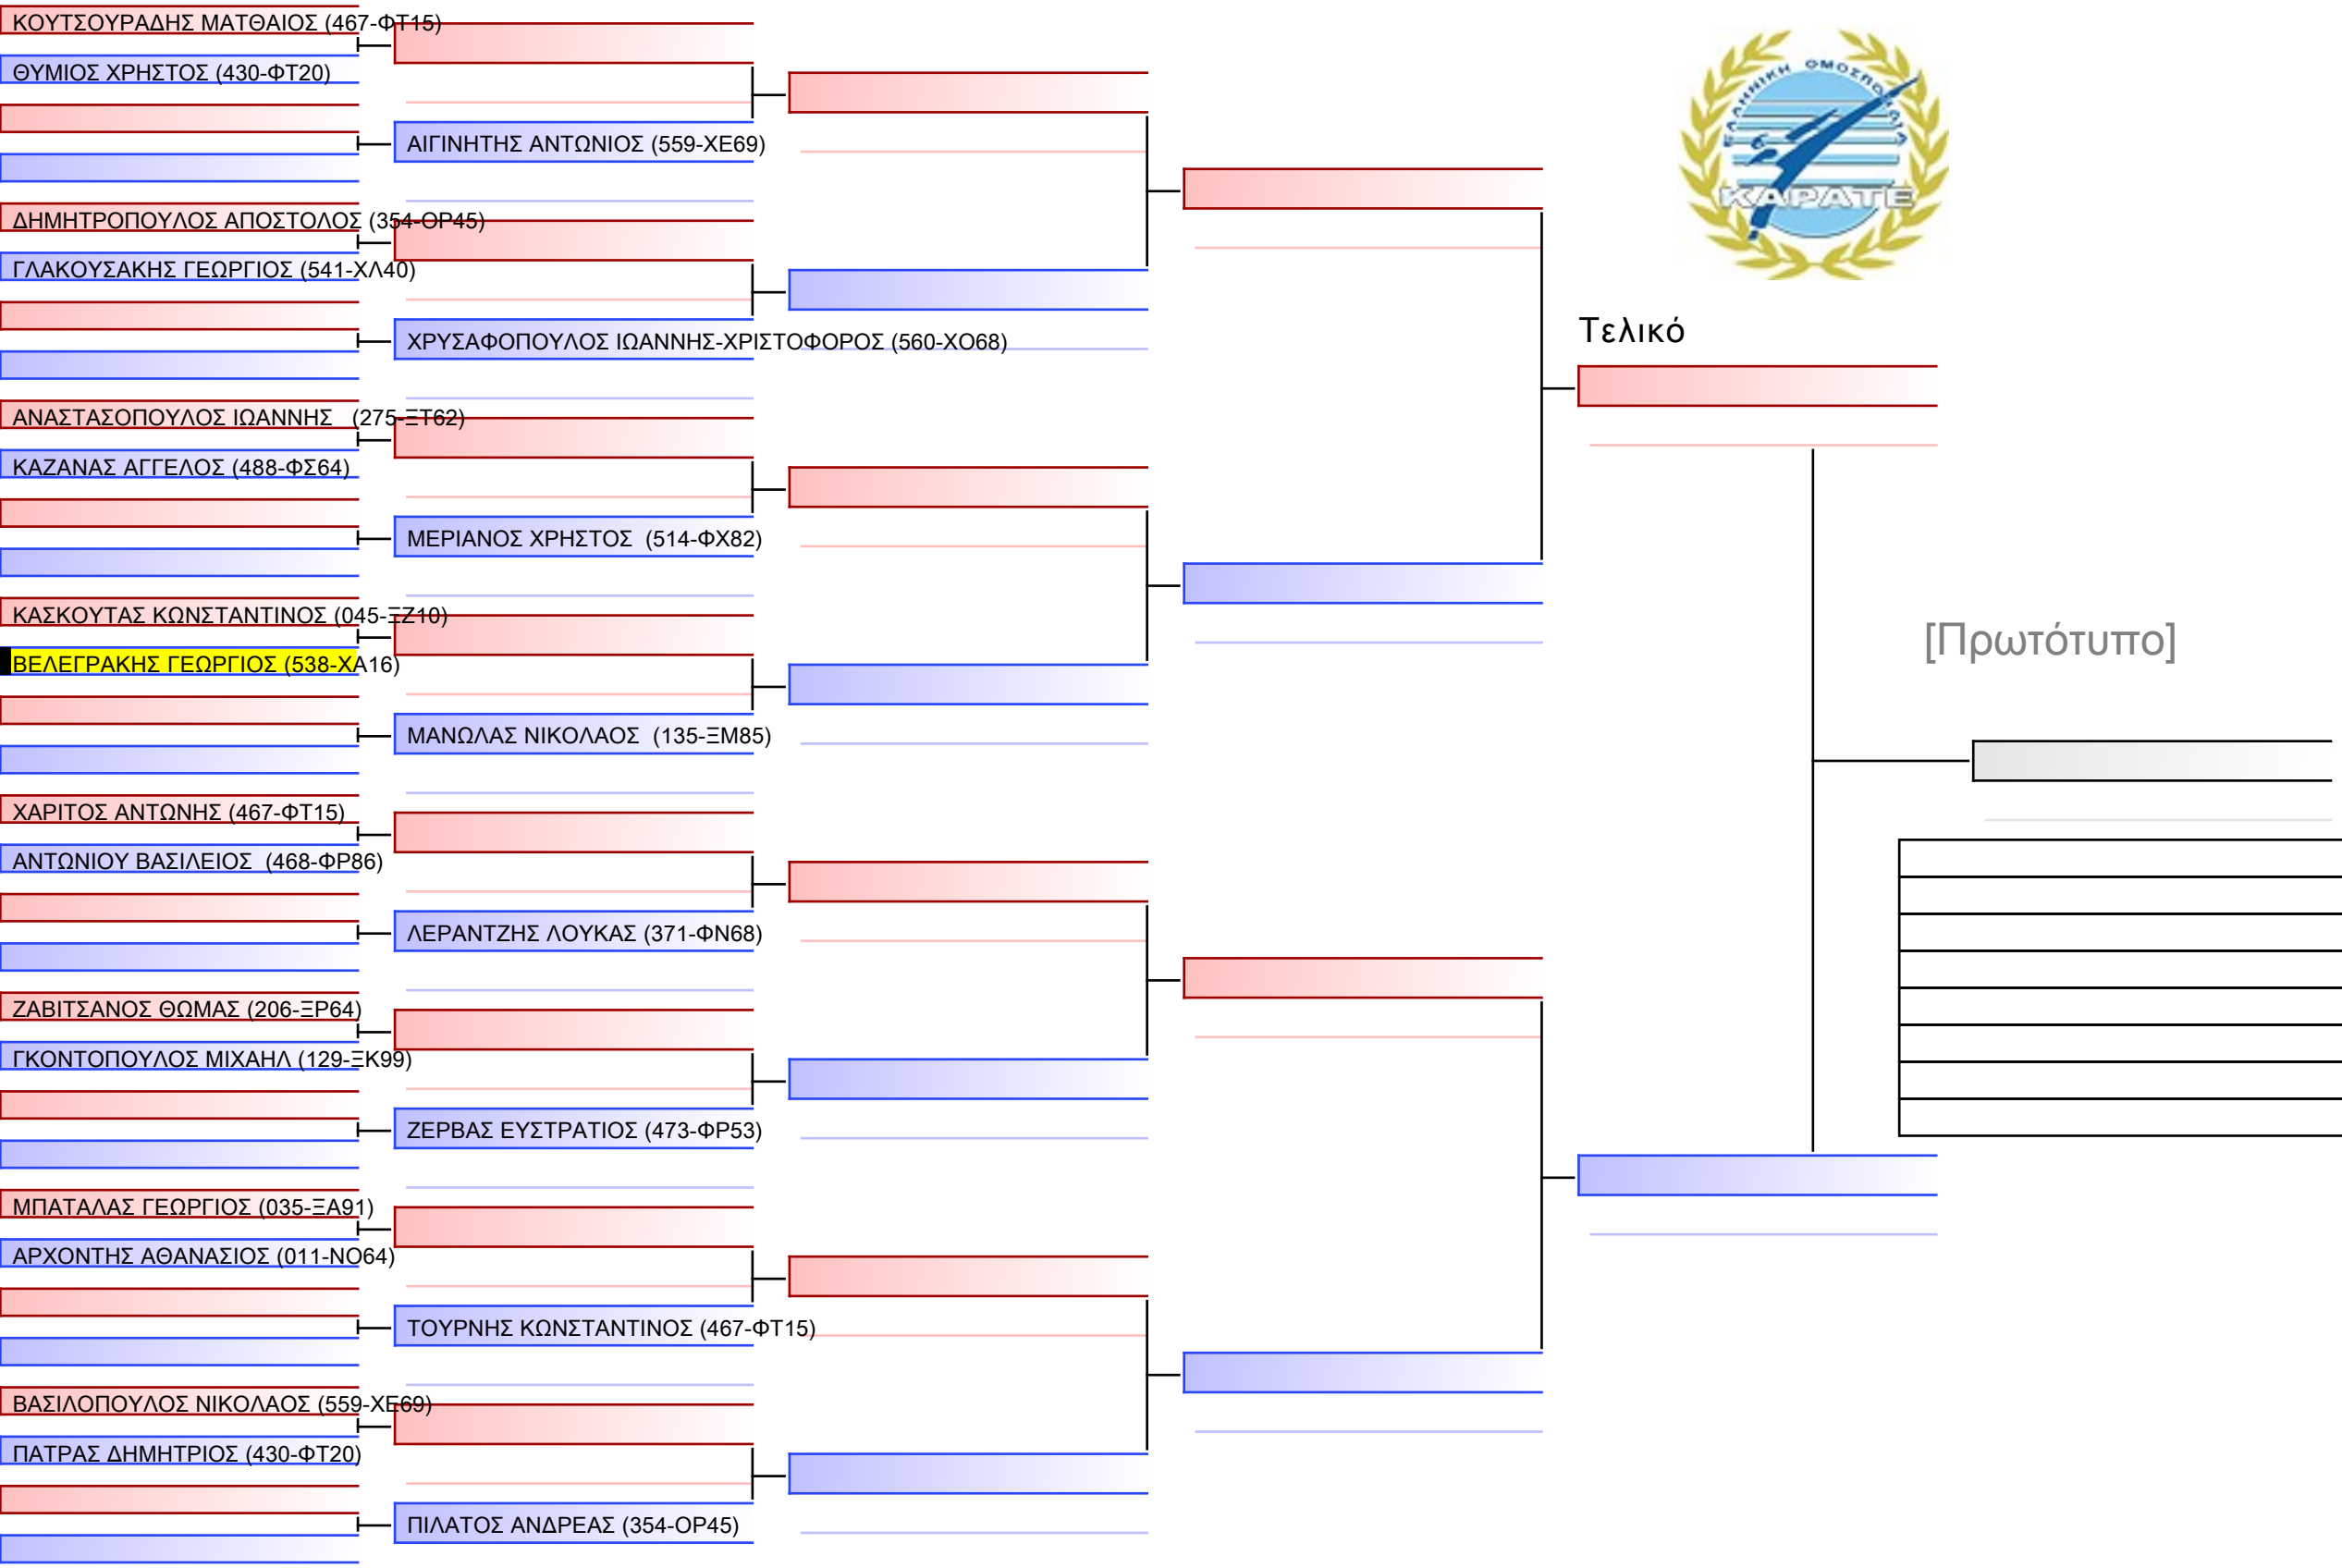 ΚΟΥΤΣΟΥΡΑΔΗΣ ΜΑΤΘΑΙΟΣ (467-ΦΤ15)
ΘΥΜΙΟΣ ΧΡΗΣΤΟΣ (430-ΦΤ20)
ΑΙΓΙΝΗΤΗΣ ΑΝΤΩΝΙΟΣ (559-ΧΕ69)
ΔΗΜΗΤΡΟΠΟΥΛΟΣ ΑΠΟΣΤΟΛΟΣ (354-ΟΡ45)
ΓΛΑΚΟΥΣΑΚΗΣ ΓΕΩΡΓΙΟΣ (541-ΧΛ40)
ΧΡΥΣΑΦΟΠΟΥΛΟΣ ΙΩΑΝΝΗΣ-ΧΡΙΣΤΟΦΟΡΟΣ (560-ΧΟ68)
ΑΝΑΣΤΑΣΟΠΟΥΛΟΣ ΙΩΑΝΝΗΣ (275-ΞΤ62)
ΚΑΖΑΝΑΣ ΑΓΓΕΛΟΣ (488-ΦΣ64)
ΜΕΡΙΑΝΟΣ ΧΡΗΣΤΟΣ (514-ΦΧ82)
ΚΑΣΚΟΥΤΑΣ ΚΩΝΣΤΑΝΤΙΝΟΣ (045-ΞΖ10)
ΒΕΛΕΓΡΑΚΗΣ ΓΕΩΡΓΙΟΣ (538-ΧΑ16)
ΜΑΝΩΛΑΣ ΝΙΚΟΛΑΟΣ (135-ΞΜ85)
ΧΑΡΙΤΟΣ ΑΝΤΩΝΗΣ (467-ΦΤ15)
ΑΝΤΩΝΙΟΥ ΒΑΣΙΛΕΙΟΣ (468-ΦΡ86)
ΛΕΡΑΝΤΖΗΣ ΛΟΥΚΑΣ (371-ΦΝ68)
ΖΑΒΙΤΣΑΝΟΣ ΘΩΜΑΣ (206-ΞΡ64)
ΓΚΟΝΤΟΠΟΥΛΟΣ ΜΙΧΑΗΛ (129-ΞΚ99)
ΖΕΡΒΑΣ ΕΥΣΤΡΑΤΙΟΣ (473-ΦΡ53)
ΜΠΑΤΑΛΑΣ ΓΕΩΡΓΙΟΣ (035-ΞΑ91)
ΑΡΧΟΝΤΗΣ ΑΘΑΝΑΣΙΟΣ (011-ΝΟ64)
ΤΟΥΡΝΗΣ ΚΩΝΣΤΑΝΤΙΝΟΣ (467-ΦΤ15)
ΒΑΣΙΛΟΠΟΥΛΟΣ ΝΙΚΟΛΑΟΣ (559-ΧΕ69)
ΠΑΤΡΑΣ ΔΗΜΗΤΡΙΟΣ (430-ΦΤ20)
ΠΙΛΑΤΟΣ ΑΝΔΡΕΑΣ (354-ΟΡ45)
ΕΛΛΗΝΙΚΗ ΟΜΟΣΠΟΝΔΙΑ
ΚΑΡΑΤΕ
Τελικό
[Πρωτότυπο]